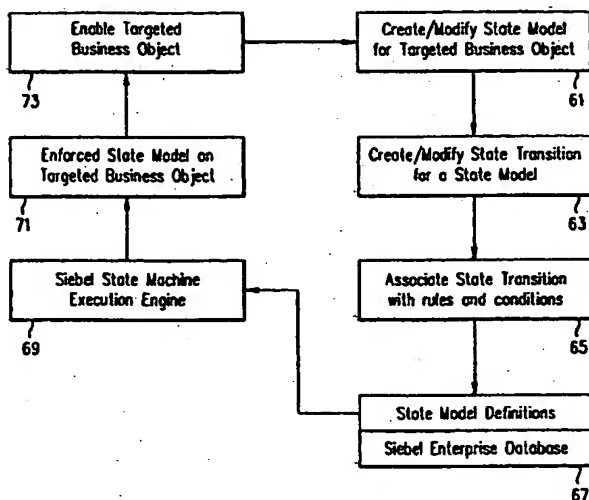 Enable Targeted
Business Object
73
Create/Modify State Model
for Targeted Business Object
61
Enforced State Model on
Targeted Business Object
71
Create/Modify State Transition
for a State Model
63
Siebel State Machine
Execution Engine
69
Associate State Transition
with rules and conditions
65
State Model Definitions
Siebel Enterprise Database
67